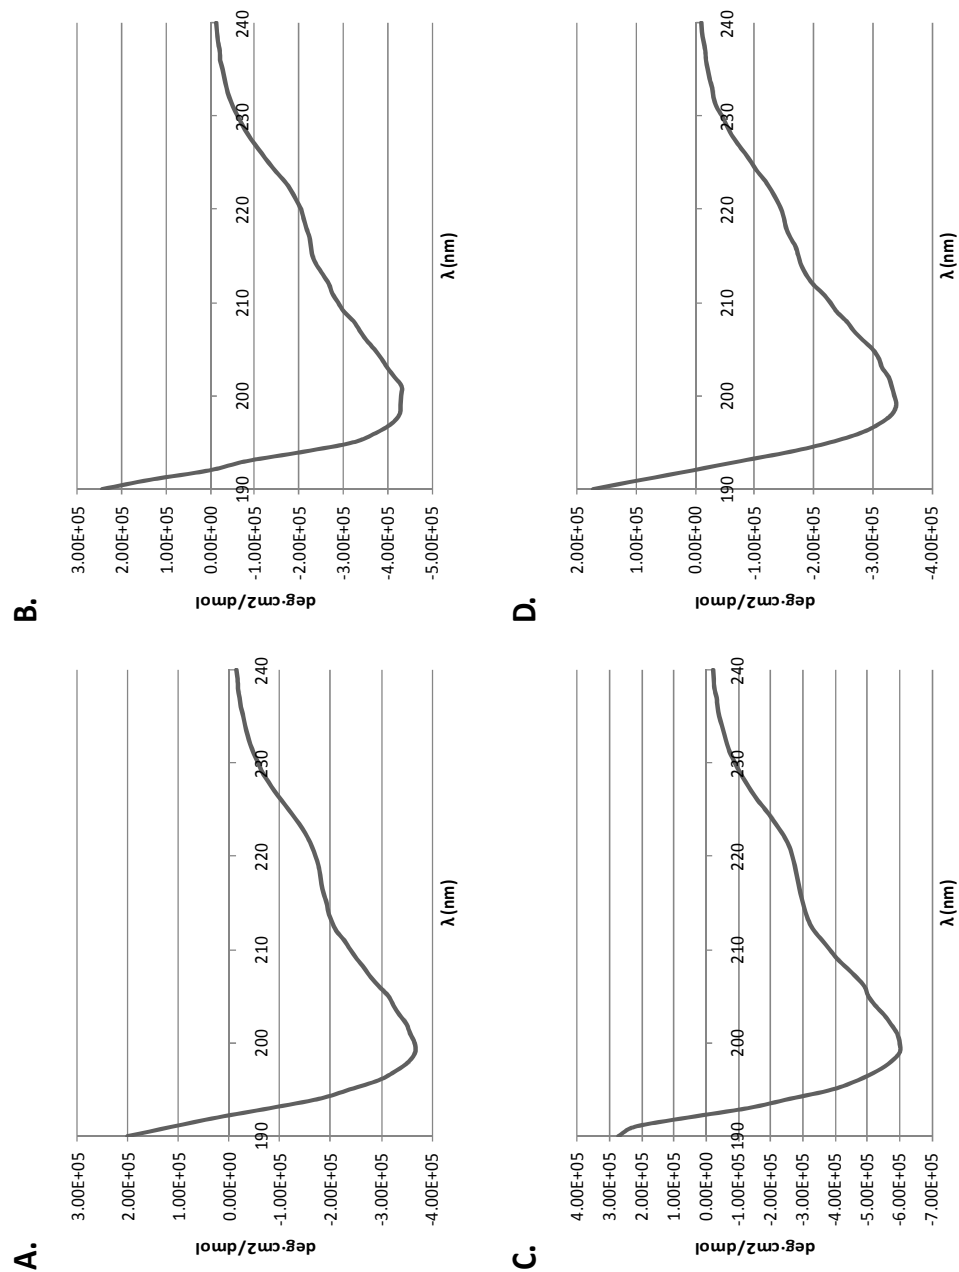 A.
3.00E+05
2.00E+05
1.00E+05
0.00E+00
-1.00E+05
-2.00E+05
-3.00E+05
-4.00E+05
deg·cm2/dmol
190
200
210
220
230
240
λ (nm)
B.
3.00E+05
2.00E+05
1.00E+05
0.00E+00
-1.00E+05
-2.00E+05
-3.00E+05
-4.00E+05
-5.00E+05
deg·cm2/dmol
190
200
210
220
230
240
λ (nm)
C.
4.00E+05
3.00E+05
2.00E+05
1.00E+05
0.00E+00
-1.00E+05
-2.00E+05
-3.00E+05
-4.00E+05
-5.00E+05
-6.00E+05
-7.00E+05
deg·cm2/dmol
190
200
210
220
230
240
λ (nm)
D.
2.00E+05
1.00E+05
0.00E+00
-1.00E+05
-2.00E+05
-3.00E+05
-4.00E+05
deg·cm2/dmol
190
200
210
220
230
240
λ (nm)